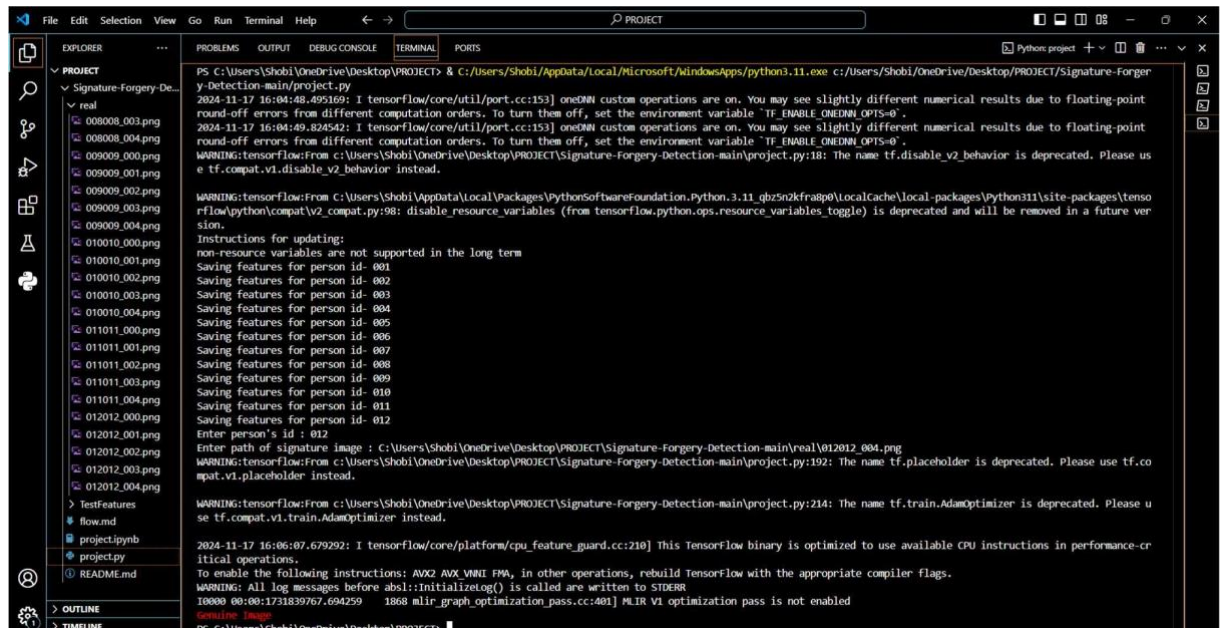 File Edit Selection View Go Run Terminal Help
PROJECT
EXPLORER
PROJECT
Signature-Forgery-De...
real
008008_003.png
008008_004.png
009009_000.png
009009_001.png
009009_002.png
009009_003.png
009009_004.png
010010_000.png
010010_001.png
010010_002.png
010010_003.png
010010_004.png
011011_000.png
011011_001.png
011011_002.png
011011_003.png
011011_004.png
012012_000.png
012012_001.png
012012_002.png
012012_003.png
012012_004.png
TestFeatures
flow.md
project.ipynb
project.py
README.md
OUTLINE
TIMELINE
PROBLEMS OUTPUT DEBUG CONSOLE TERMINAL PORTS
Python: project
PS C:\Users\Shobi\OneDrive\Desktop\PROJECT> & C:/Users/Shobi/AppData/Local/Microsoft/WindowsApps/python3.11.exe c:/Users/Shobi/OneDrive/Desktop/PROJECT/Signature-Forger
y-Detection-main/project.py
2024-11-17 16:04:48.495169: I tensorflow/core/util/port.cc:153] oneDNN custom operations are on. You may see slightly different numerical results due to floating-point
round-off errors from different computation orders. To turn them off, set the environment variable `TF_ENABLE_ONEDNN_OPTS=0`.
2024-11-17 16:04:49.824542: I tensorflow/core/util/port.cc:153] oneDNN custom operations are on. You may see slightly different numerical results due to floating-point
round-off errors from different computation orders. To turn them off, set the environment variable `TF_ENABLE_ONEDNN_OPTS=0`.
WARNING:tensorflow:From c:\Users\Shobi\OneDrive\Desktop\PROJECT\Signature-Forgery-Detection-main\project.py:18: The name tf.disable_v2_behavior is deprecated. Please us
e tf.compat.v1.disable_v2_behavior instead.
WARNING:tensorflow:From C:\Users\Shobi\AppData\Local\Packages\PythonSoftwareFoundation.Python.3.11_qbz5n2kfra8p0\LocalCache\local-packages\Python311\site-packages\tenso
rflow\python\compat\v2_compat.py:98: disable_resource_variables (from tensorflow.python.ops.resource_variables_toggle) is deprecated and will be removed in a future ver
sion.
Instructions for updating:
non-resource variables are not supported in the long term
Saving features for person id- 001
Saving features for person id- 002
Saving features for person id- 003
Saving features for person id- 004
Saving features for person id- 005
Saving features for person id- 006
Saving features for person id- 007
Saving features for person id- 008
Saving features for person id- 009
Saving features for person id- 010
Saving features for person id- 011
Saving features for person id- 012
Enter person's id : 012
Enter path of signature image : C:\Users\Shobi\OneDrive\Desktop\PROJECT\Signature-Forgery-Detection-main\real\012012_004.png
WARNING:tensorflow:From c:\Users\Shobi\OneDrive\Desktop\PROJECT\Signature-Forgery-Detection-main\project.py:192: The name tf.placeholder is deprecated. Please use tf.co
mpat.v1.placeholder instead.
WARNING:tensorflow:From c:\Users\Shobi\OneDrive\Desktop\PROJECT\Signature-Forgery-Detection-main\project.py:214: The name tf.train.AdamOptimizer is deprecated. Please u
se tf.compat.v1.train.AdamOptimizer instead.
2024-11-17 16:06:07.679292: I tensorflow/core/platform/cpu_feature_guard.cc:210] This TensorFlow binary is optimized to use available CPU instructions in performance-cr
itical operations.
To enable the following instructions: AVX2 AVX_VNNI FMA, in other operations, rebuild TensorFlow with the appropriate compiler flags.
WARNING: All log messages before absl::InitializeLog() is called are written to STDERR
I0000 00:00:1731839767.694259    1868 mlir_graph_optimization_pass.cc:401] MLIR V1 optimization pass is not enabled
Genuine Image
PS C:\Users\Shobi\OneDrive\Desktop\PROJECT>